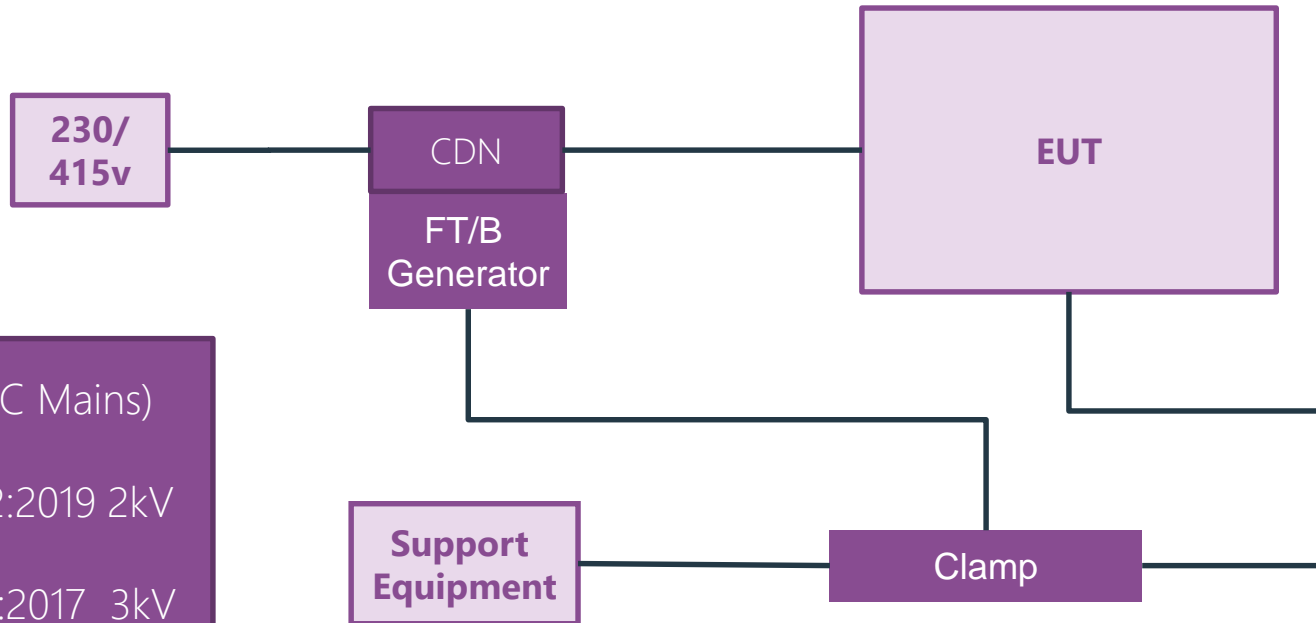 230/
415v
CDN
EUT
FT/B
Generator
C Mains)
:2019 2kV
:2017 3kV
Support
Equipment
Clamp